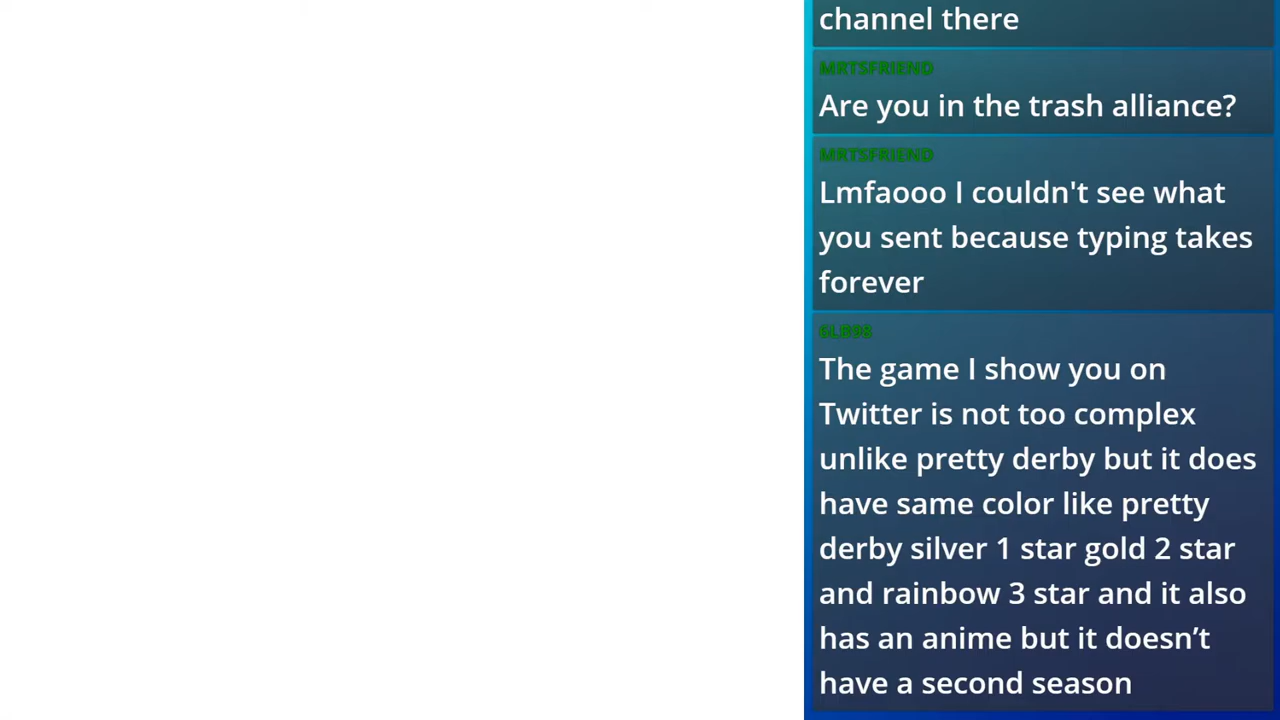 channel there
MRTSFRIEND
Are you in the trash alliance?
MRTSFRIEND
Lmfaooo I couldn't see what
you sent because typing takes
forever
6LB98
The game I show you on
Twitter is not too complex
unlike pretty derby but it does
have same color like pretty
derby silver 1 star gold 2 star
and rainbow 3 star and it also
has an anime but it doesn’t
have a second season